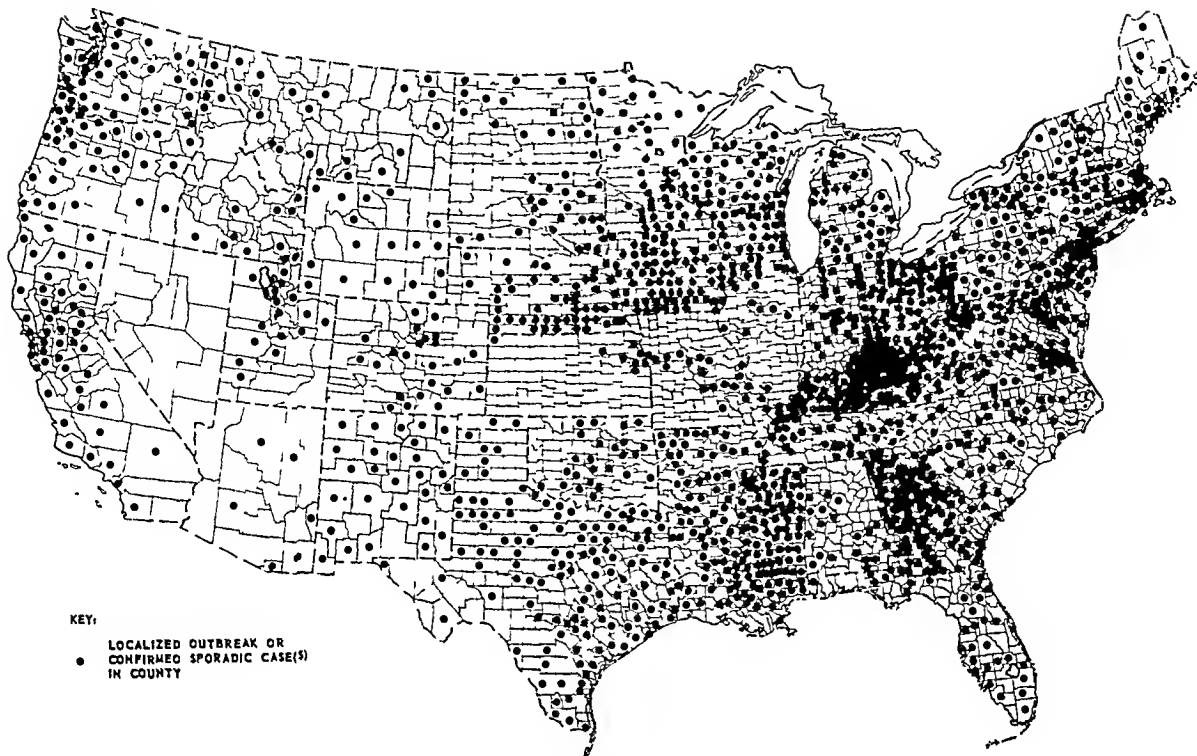 KEY:
LOCALIZED OUTBREAK OR
CONFIRMED SPORADIC CASE(S)
IN COUNTY